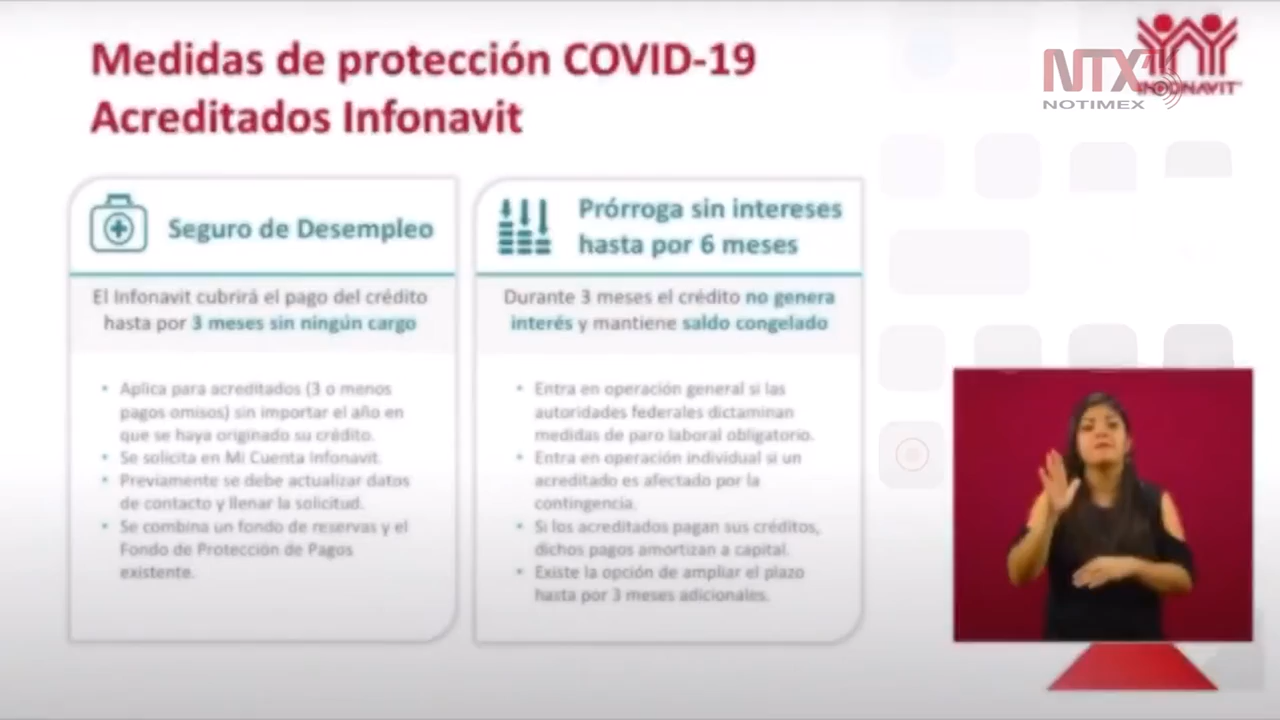 Medidas de protección COVID-19
Acreditados Infonavit
NTX
NOTIMEX
INFONAVIT
Seguro de Desempleo
El Infonavit cubrirá el pago del crédito
hasta por 3 meses sin ningún cargo
• Aplica para acreditados (3 o menos
pagos omisos) sin importar el año en
que se haya originado su crédito.
• Se solicita en Mi Cuenta Infonavit.
• Previamente se debe actualizar datos
de contacto y llenar la solicitud.
• Se combina un fondo de reservas y el
Fondo de Protección de Pagos
existente.
Prórroga sin intereses
hasta por 6 meses
Durante 3 meses el crédito no genera
interés y mantiene saldo congelado
• Entra en operación general si las
autoridades federales dictaminan
medidas de paro laboral obligatorio.
• Entra en operación individual si un
acreditado es afectado por la
contingencia.
• Si los acreditados pagan sus créditos,
dichos pagos amortizan a capital.
• Existe la opción de ampliar el plazo
hasta por 3 meses adicionales.